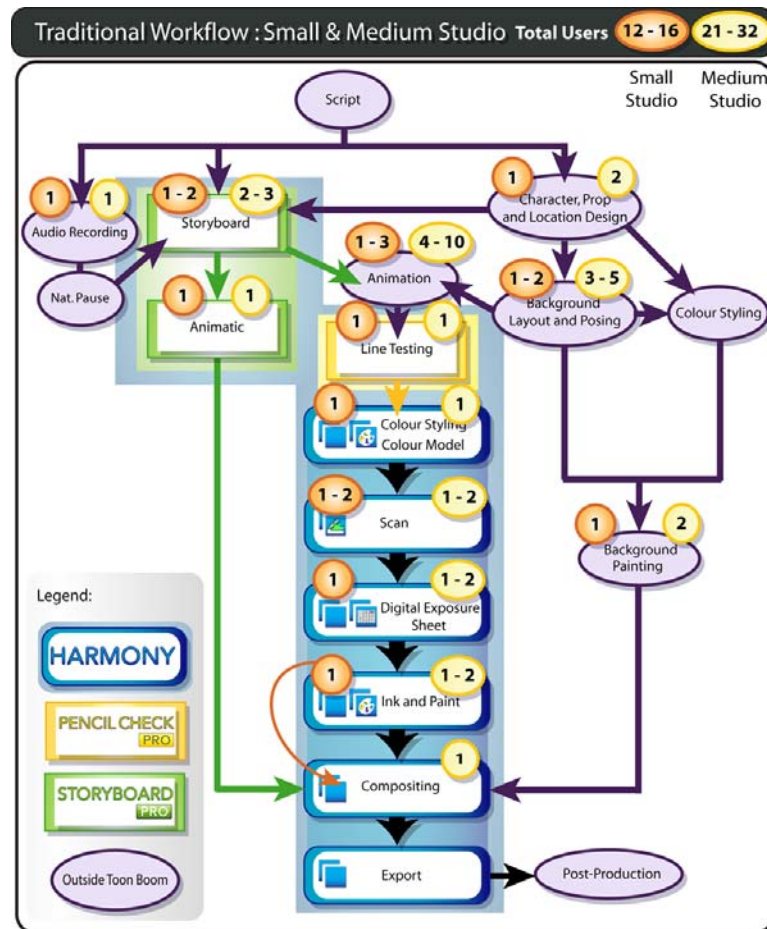 Traditional Workflow : Small & Medium Studio Total Users 12 - 16 21 - 32
Small Studio
Medium Studio
Script
1 1
Audio Recording
Nat. Pause
1 - 2 2 - 3
Storyboard
1 1
Animatic
1 - 3 4 - 10
Animation
1 2
Character, Prop
and Location Design
1 - 2 3 - 5
Background
Layout and Posing
Colour Styling
1 1
Line Testing
1 1
Colour Styling
Colour Model
1 - 2 1 - 2
Scan
1 2
Background
Painting
1 1 - 2
Digital Exposure
Sheet
1 1 - 2
Ink and Paint
1
Compositing
Export
Post-Production
Legend:
HARMONY
PENCIL CHECK
PRO
STORYBOARD
PRO
Outside Toon Boom